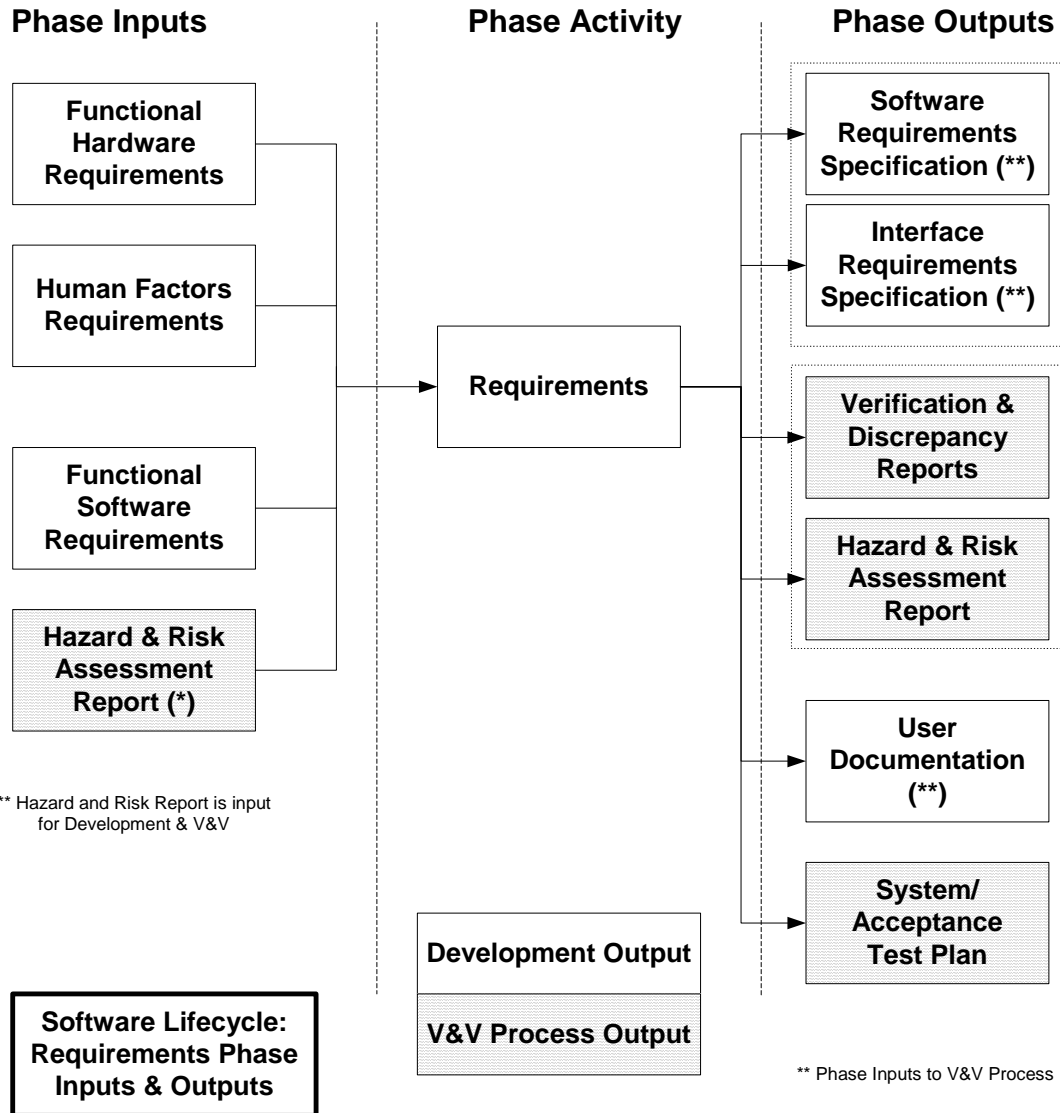 Phase Inputs
Phase Activity
Phase Outputs
Functional
Hardware
Requirements
Human Factors
Requirements
Functional
Software
Requirements
Hazard & Risk
Assessment
Report (*)
** Hazard and Risk Report is input
for Development & V&V
Software Lifecycle:
Requirements Phase
Inputs & Outputs
Requirements
Development Output
V&V Process Output
Software
Requirements
Specification (**)
Interface
Requirements
Specification (**)
Verification &
Discrepancy
Reports
Hazard & Risk
Assessment
Report
User
Documentation
(**)
System/
Acceptance
Test Plan
** Phase Inputs to V&V Process